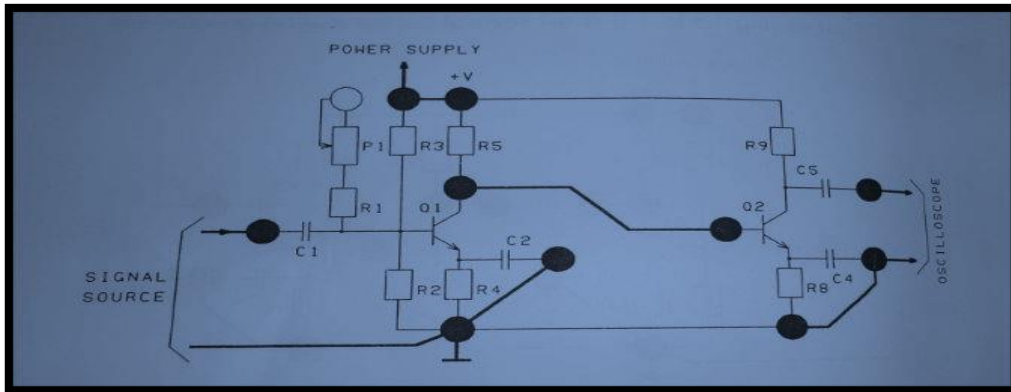 POWER SUPPLY
+V
P1
R3
R5
R9
C5
R1
Q1
Q2
C1
C2
C4
SIGNAL
SOURCE
R2
R4
R8
OSCILLOSCOPE